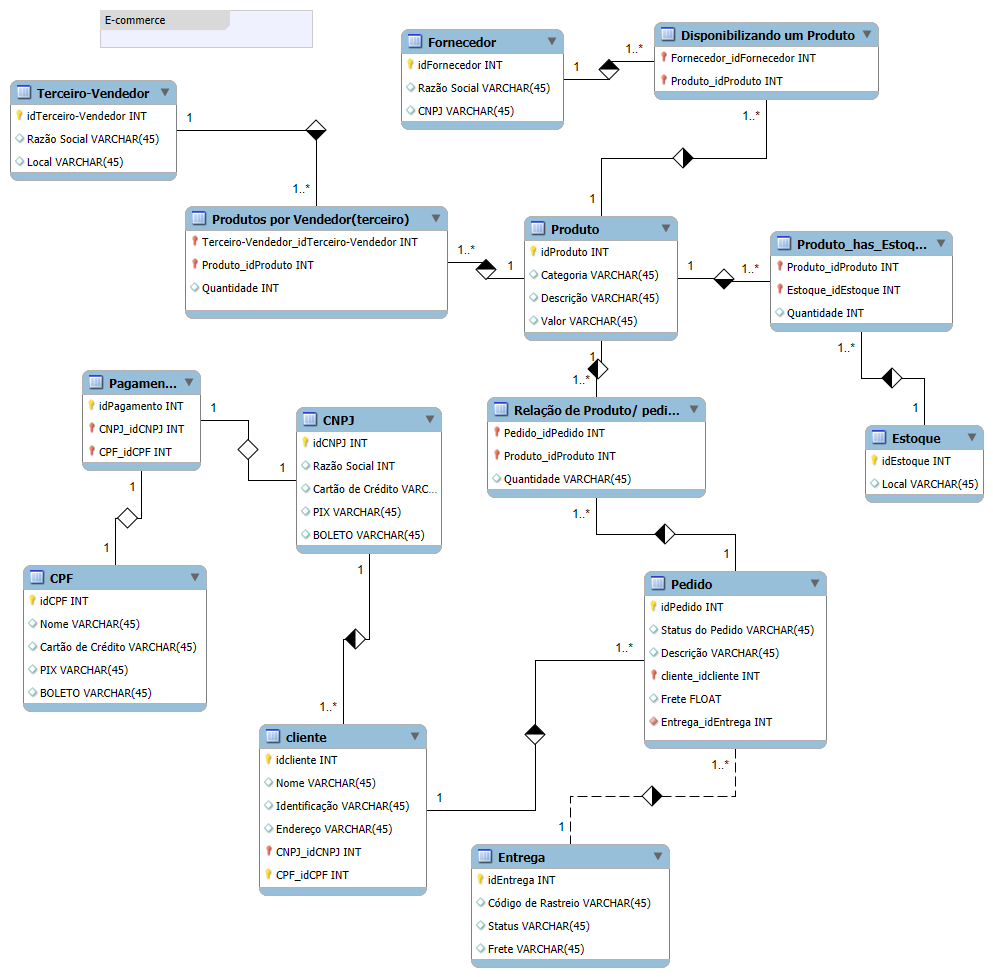 E-commerce
Fornecedor
idFornecedor INT
Razão Social VARCHAR(45)
CNPJ VARCHAR(45)
1
1..*
Disponibilizando um Produto
Fornecedor_idFornecedor INT
Produto_idProduto INT
1..*
1
Terceiro-Vendedor
idTerceiro-Vendedor INT
Razão Social VARCHAR(45)
Local VARCHAR(45)
1
1..*
Produtos por Vendedor(terceiro)
Terceiro-Vendedor_idTerceiro-Vendedor INT
Produto_idProduto INT
Quantidade INT
1..*
1
Produto
idProduto INT
Categoria VARCHAR(45)
Descrição VARCHAR(45)
Valor VARCHAR(45)
1
1..*
Produto_has_Estoq...
Produto_idProduto INT
Estoque_idEstoque INT
Quantidade INT
1..*
1
Estoque
idEstoque INT
Local VARCHAR(45)
1
1..*
Relação de Produto/ pedi...
Pedido_idPedido INT
Produto_idProduto INT
Quantidade VARCHAR(45)
1..*
1
Pagamen...
idPagamento INT
CNPJ_idCNPJ INT
CPF_idCPF INT
1
1
1
1
CNPJ
idCNPJ INT
Razão Social INT
Cartão de Crédito VARC...
PIX VARCHAR(45)
BOLETO VARCHAR(45)
1
1..*
CPF
idCPF INT
Nome VARCHAR(45)
Cartão de Crédito VARCHAR(45)
PIX VARCHAR(45)
BOLETO VARCHAR(45)
Pedido
idPedido INT
Status do Pedido VARCHAR(45)
Descrição VARCHAR(45)
cliente_idcliente INT
Frete FLOAT
Entrega_idEntrega INT
1..*
1
cliente
idcliente INT
Nome VARCHAR(45)
Identificação VARCHAR(45)
Endereço VARCHAR(45)
CNPJ_idCNPJ INT
CPF_idCPF INT
1..*
1
Entrega
idEntrega INT
Código de Rastreio VARCHAR(45)
Status VARCHAR(45)
Frete VARCHAR(45)